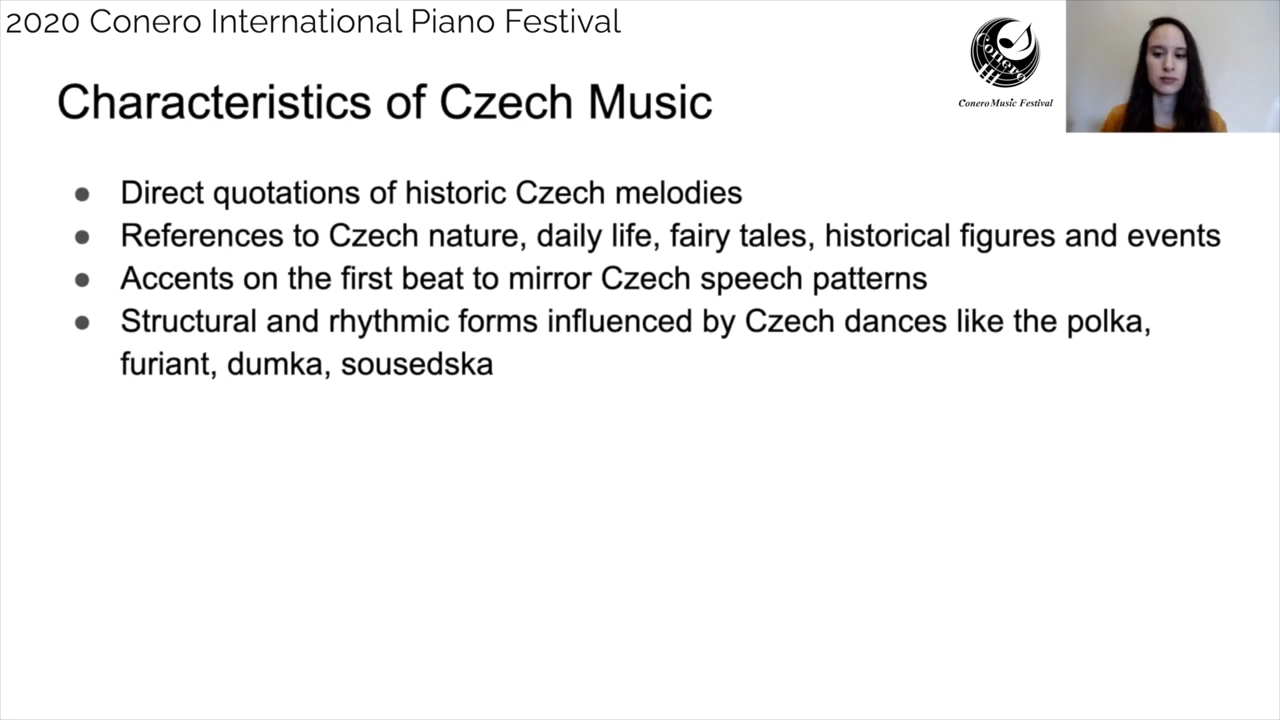 2020 Conero International Piano Festival
Conero
Conero Music Festival
Characteristics of Czech Music
● Direct quotations of historic Czech melodies
● References to Czech nature, daily life, fairy tales, historical figures and events
● Accents on the first beat to mirror Czech speech patterns
● Structural and rhythmic forms influenced by Czech dances like the polka,
furiant, dumka, sousedska